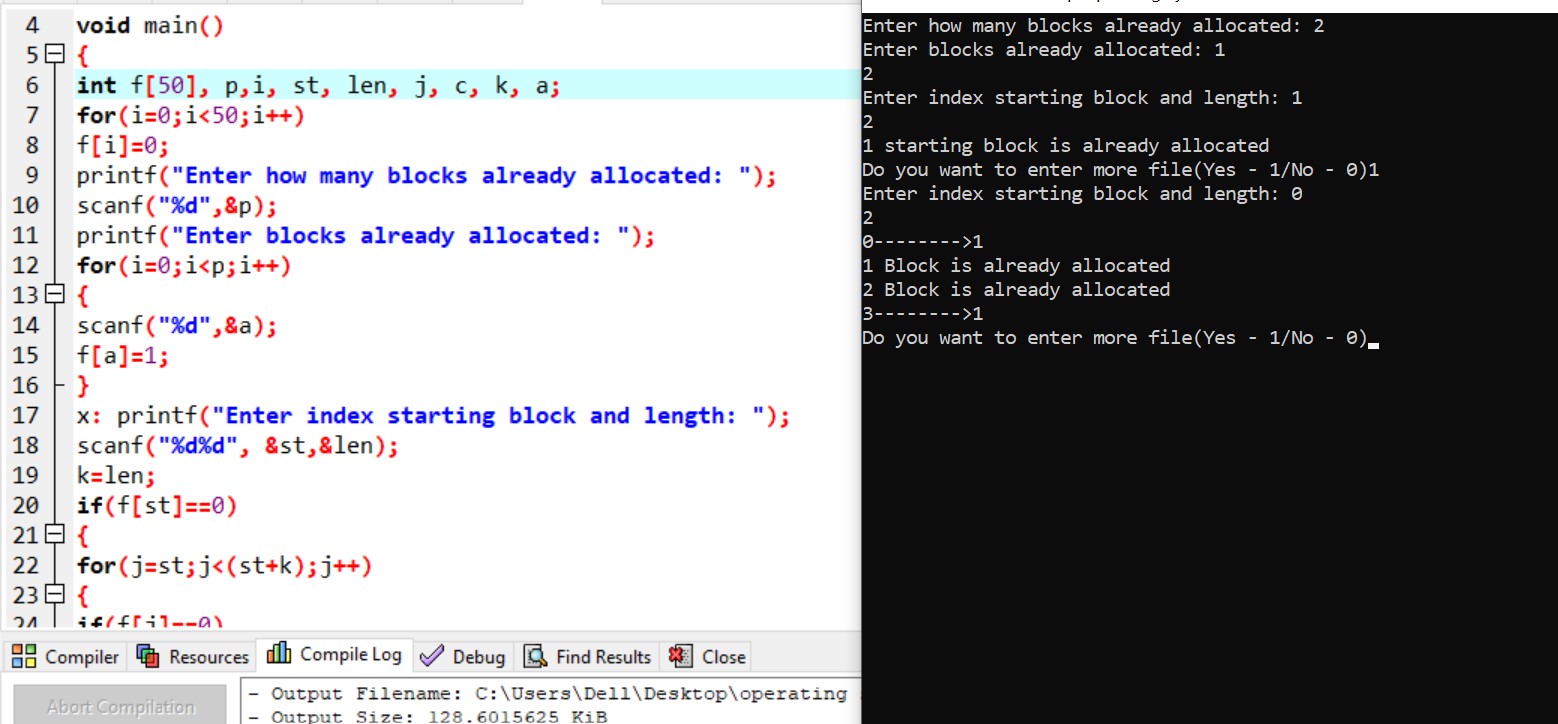 4 void main()
5 {
6 int f[50], p,i, st, len, j, c, k, a;
7 for(i=0;i<50;i++)
8 f[i]=0;
9 printf("Enter how many blocks already allocated: ");
10 scanf("%d",&p);
11 printf("Enter blocks already allocated: ");
12 for(i=0;i<p;i++)
13 {
14 scanf("%d",&a);
15 f[a]=1;
16 }
17 x: printf("Enter index starting block and length: ");
18 scanf("%d%d", &st,&len);
19 k=len;
20 if(f[st]==0)
21 {
22 for(j=st;j<(st+k);j++)
23 {
24 if(f[j]==0)
Compiler Resources Compile Log Debug Find Results Close
Abort Compilation
- Output Filename: C:\Users\Dell\Desktop\operating
- Output Size: 128.6015625 KiB
Enter how many blocks already allocated: 2
Enter blocks already allocated: 1
2
Enter index starting block and length: 1
2
1 starting block is already allocated
Do you want to enter more file(Yes - 1/No - 0)1
Enter index starting block and length: 0
2
0-------->1
1 Block is already allocated
2 Block is already allocated
3-------->1
Do you want to enter more file(Yes - 1/No - 0)